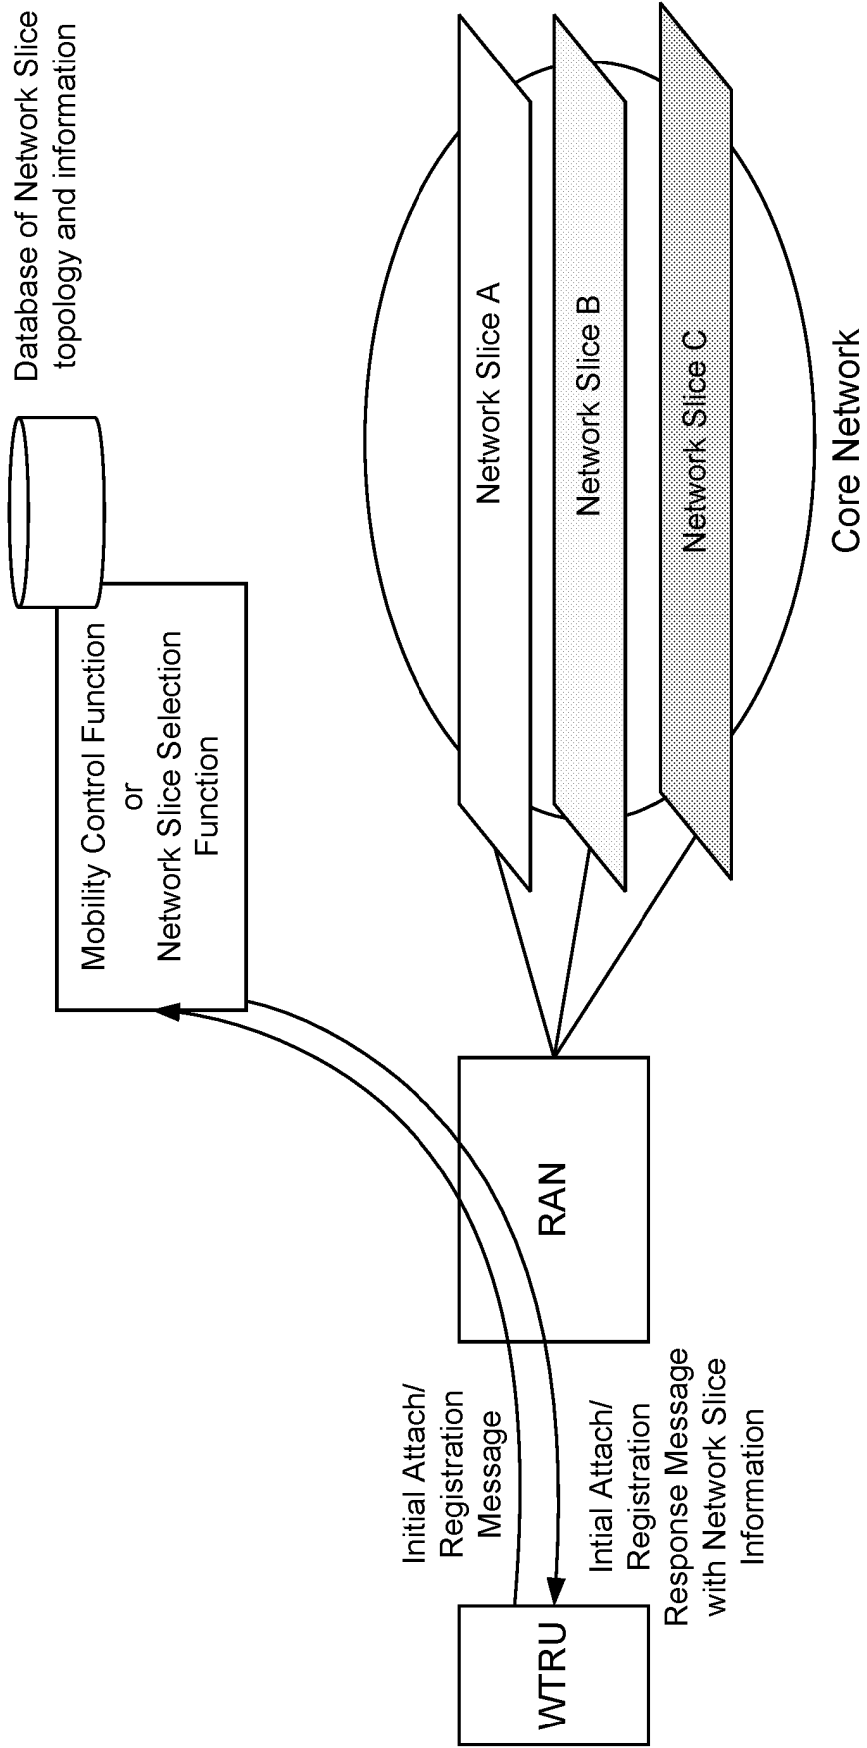 Database of Network Slice
topology and information
Mobility Control Function
or
Network Slice Selection
Function
Initial Attach/
Registration
Message
WTRU
Intial Attach/
Registration
Response Message
with Network Slice
Information
RAN
Network Slice A
Network Slice B
Network Slice C
Core Network